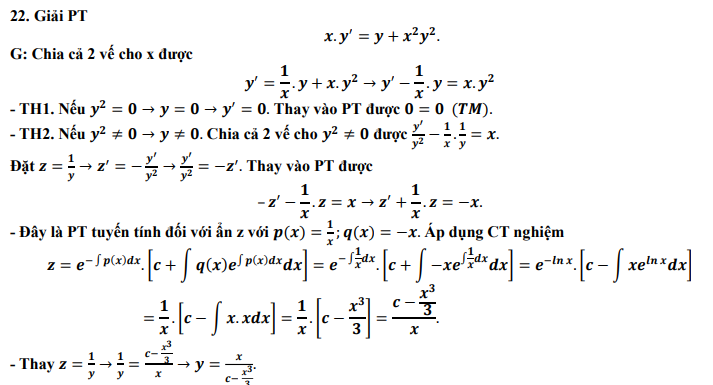 22. Giải PT
x.y′ = y + x²y².
G: Chia cả 2 vế cho x được
y′ = 1/x . y + x. y² → y′ − 1/x . y = x. y²
- TH1. Nếu y² = 0 → y = 0 → y′ = 0. Thay vào PT được 0 = 0 (TM).
- TH2. Nếu y² ≠ 0 → y ≠ 0. Chia cả 2 vế cho y² ≠ 0 được y′/y² − 1/x . 1/y = x.
Đặt z = 1/y → z′ = − y′/y² → y′/y² = −z′. Thay vào PT được
−z′ − 1/x . z = x → z′ + 1/x . z = −x.
- Đây là PT tuyến tính đối với ẩn z với p(x) = 1/x ; q(x) = −x. Áp dụng CT nghiệm
z = e^(−∫p(x)dx). [c + ∫ q(x)e^(∫p(x)dx)dx] = e^(−∫1/x dx). [c + ∫ −xe^(∫1/x dx)dx] = e^(−ln x). [c − ∫ xe^(ln x)dx]
= 1/x . [c − ∫ x. xdx] = 1/x . [c − x³/3] = (c − x³/3)/x.
- Thay z = 1/y → 1/y = (c − x³/3)/x → y = x/(c − x³/3).